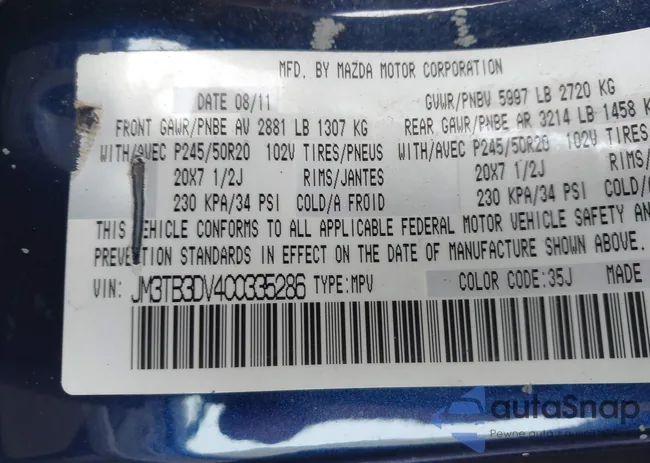 MFD. BY MAZDA MOTOR CORPORATION
DATE 08/11 GVWR/PNBV 5997 LB 2720 KG
FRONT GAWR/PNBE AV 2881 LB 1307 KG REAR GAWR/PNBE AR 3214 LB 1458 K
WITH/AVEC P245/50R20 102V TIRES/PNEUS WITH/AVEC P245/50R20 102V TIRES/
20X7 1/2J RIMS/JANTES 20X7 1/2J RIMS/
230 KPA/34 PSI COLD/A FROID 230 KPA/34 PSI COLD/A
THIS VEHICLE CONFORMS TO ALL APPLICABLE FEDERAL MOTOR VEHICLE SAFETY AN
PREVENTION STANDARDS IN EFFECT ON THE DATE OF MANUFACTURE SHOWN ABOVE.
VIN: JM3TB3DV4C0335286 TYPE:MPV COLOR CODE:35J MADE
autaSnap
Pewne auta